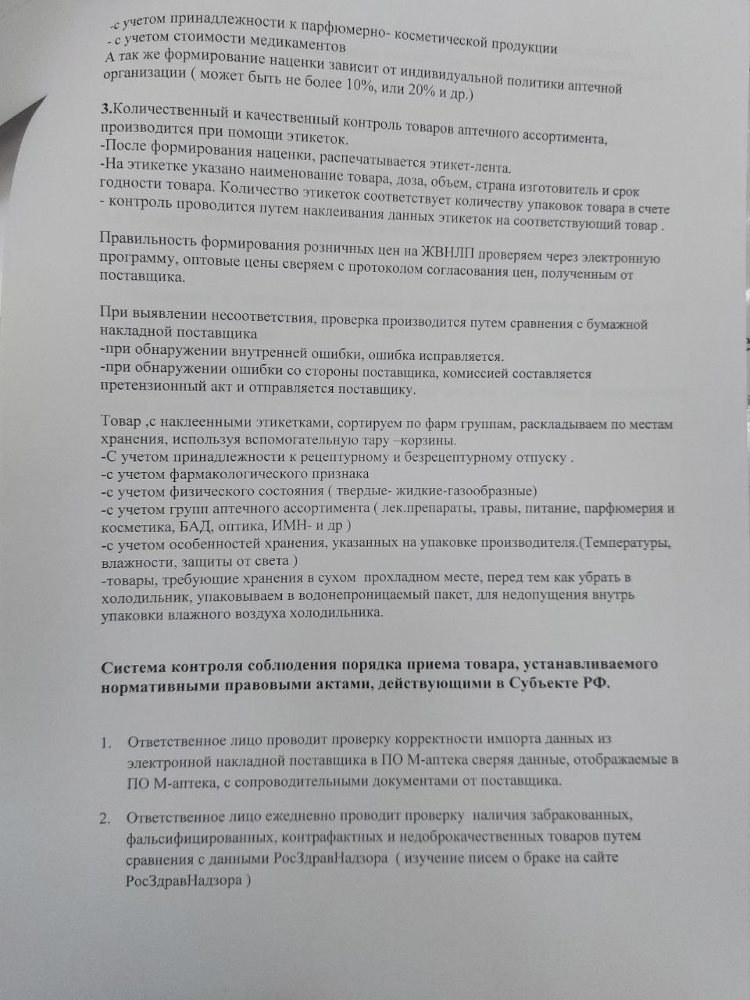 -с учетом принадлежности к парфюмерно- косметической продукции
- с учетом стоимости медикаментов
А так же формирование наценки зависит от индивидуальной политики аптечной
организации ( может быть не более 10%, или 20% и др.)
3.Количественный и качественный контроль товаров аптечного ассортимента,
производится при помощи этикеток.
-После формирования наценки, распечатывается этикет-лента.
-На этикетке указано наименование товара, доза, объем, страна изготовитель и срок
годности товара. Количество этикеток соответствует количеству упаковок товара в счете
- контроль проводится путем наклеивания данных этикеток на соответствующий товар .
Правильность формирования розничных цен на ЖВНЛП проверяем через электронную
программу, оптовые цены сверяем с протоколом согласования цен, полученным от
поставщика.
При выявлении несоответствия, проверка производится путем сравнения с бумажной
накладной поставщика
-при обнаружении внутренней ошибки, ошибка исправляется.
-при обнаружении ошибки со стороны поставщика, комиссией составляется
претензионный акт и отправляется поставщику.
Товар ,с наклеенными этикетками, сортируем по фарм группам, раскладываем по местам
хранения, используя вспомогательную тару –корзины.
-С учетом принадлежности к рецептурному и безрецептурному отпуску .
-с учетом фармакологического признака
-с учетом физического состояния ( твердые- жидкие-газообразные)
-с учетом групп аптечного ассортимента ( лек.препараты, травы, питание, парфюмерия и
косметика, БАД, оптика, ИМН- и др )
-с учетом особенностей хранения, указанных на упаковке производителя.(Температуры,
влажности, защиты от света )
-товары, требующие хранения в сухом прохладном месте, перед тем как убрать в
холодильник, упаковываем в водонепроницаемый пакет, для недопущения внутрь
упаковки влажного воздуха холодильника.
Система контроля соблюдения порядка приема товара, устанавливаемого
нормативными правовыми актами, действующими в Субъекте РФ.
1. Ответственное лицо проводит проверку корректности импорта данных из
электронной накладной поставщика в ПО М-аптека сверяя данные, отображаемые в
ПО М-аптека, с сопроводительными документами от поставщика.
2. Ответственное лицо ежедневно проводит проверку наличия забракованных,
фальсифицированных, контрафактных и недоброкачественных товаров путем
сравнения с данными РосЗдравНадзора ( изучение писем о браке на сайте
РосЗдравНадзора )